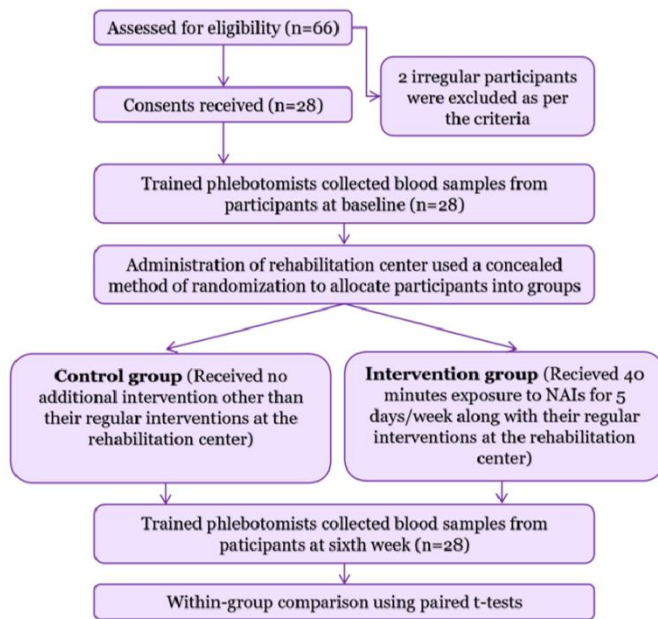 Assessed for eligibility (n=66)
2 irregular participants
were excluded as per
the criteria
Consents received (n=28)
Trained phlebotomists collected blood samples from
participants at baseline (n=28)
Administration of rehabilitation center used a concealed
method of randomization to allocate participants into groups
Control group (Received no
additional intervention other than
their regular interventions at the
rehabilitation center)
Intervention group (Recieved 40
minutes exposure to NAIs for 5
days/week along with their regular
interventions at the rehabilitation
center)
Trained phlebotomists collected blood samples from
paticipants at sixth week (n=28)
Within-group comparison using paired t-tests